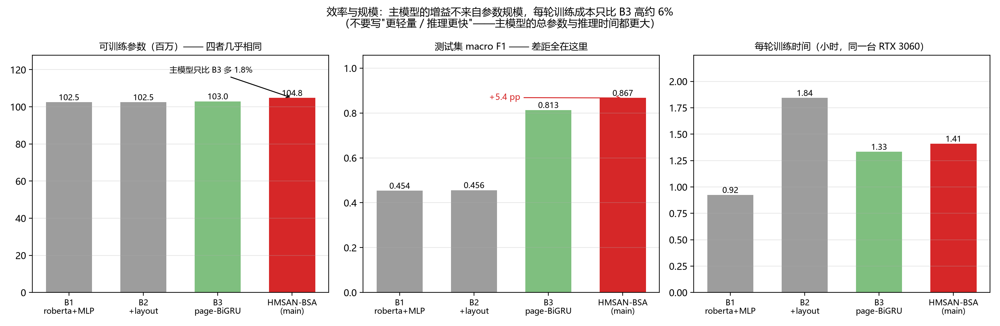 效率与规模：主模型的增益不来自参数规模，每轮训练成本只比 B3 高约 6%
（不要写"更轻量 / 推理更快"——主模型的总参数与推理时间都更大）
可训练参数（百万）—— 四者几乎相同
120
100
80
60
40
20
0
主模型只比 B3 多 1.8%
102.5
102.5
103.0
104.8
B1
roberta+MLP
B2
+layout
B3
page-BiGRU
HMSAN-BSA
(main)
测试集 macro F1 —— 差距全在这里
1.0
0.8
0.6
0.4
0.2
0.0
+5.4 pp
0.454
0.456
0.813
0.867
B1
roberta+MLP
B2
+layout
B3
page-BiGRU
HMSAN-BSA
(main)
每轮训练时间（小时，同一台 RTX 3060）
2.00
1.75
1.50
1.25
1.00
0.75
0.50
0.25
0.00
0.92
1.84
1.33
1.41
B1
roberta+MLP
B2
+layout
B3
page-BiGRU
HMSAN-BSA
(main)